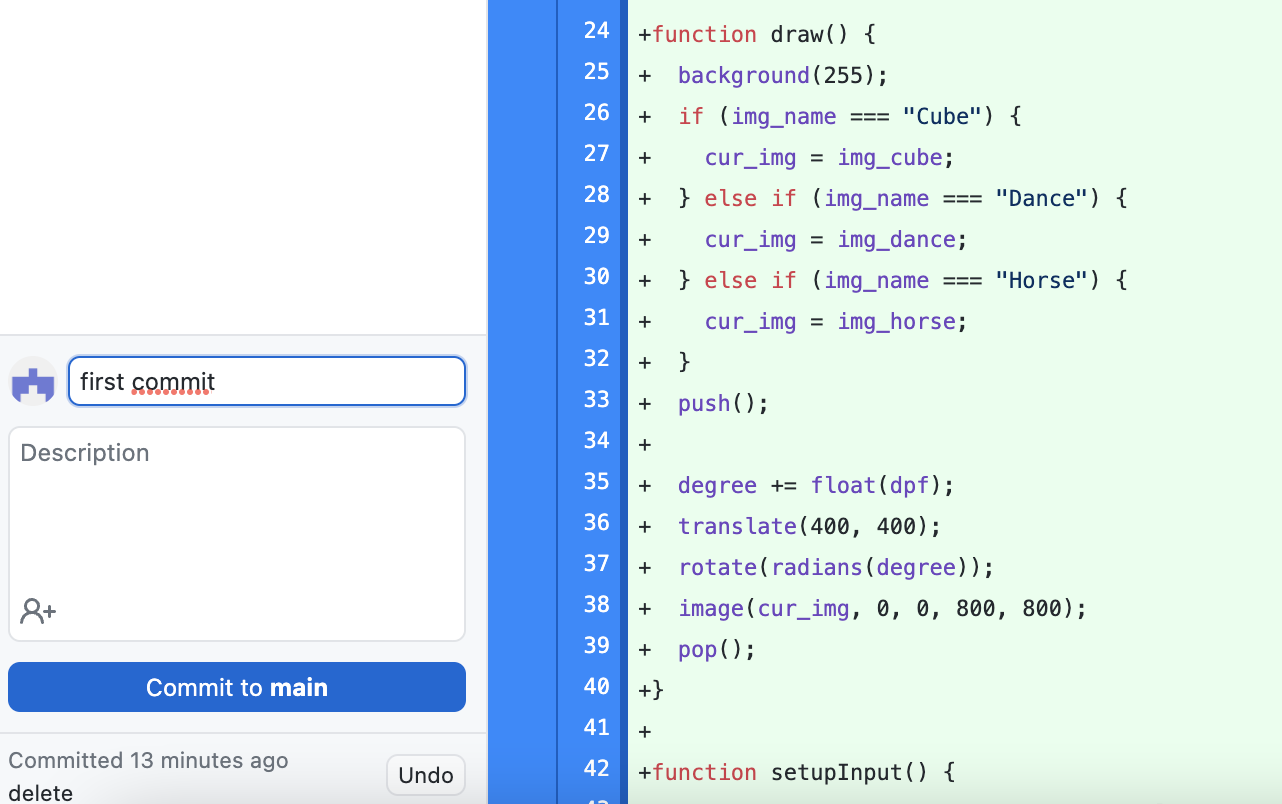 first commit
Description
Commit to main
Committed 13 minutes ago
delete
Undo
24 +function draw() {
25 +  background(255);
26 +  if (img_name === "Cube") {
27 +    cur_img = img_cube;
28 +  } else if (img_name === "Dance") {
29 +    cur_img = img_dance;
30 +  } else if (img_name === "Horse") {
31 +    cur_img = img_horse;
32 +  }
33 +  push();
34 +
35 +  degree += float(dpf);
36 +  translate(400, 400);
37 +  rotate(radians(degree));
38 +  image(cur_img, 0, 0, 800, 800);
39 +  pop();
40 +}
41 +
42 +function setupInput() {